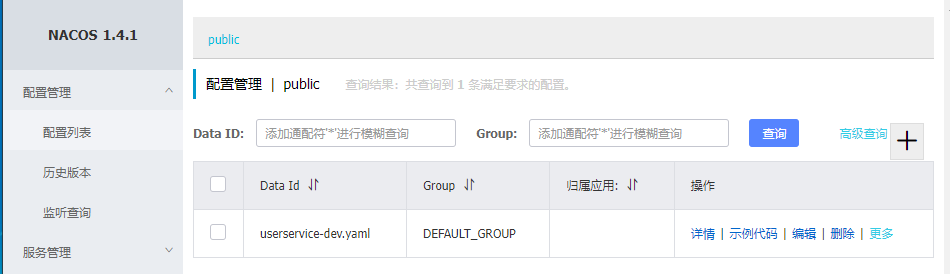 NACOS 1.4.1
配置管理
配置列表
历史版本
监听查询
服务管理
public
配置管理 | public 查询结果：共查询到 1 条满足要求的配置。
Data ID: 添加通配符'*'进行模糊查询 Group: 添加通配符'*'进行模糊查询 查询 高级查询
Data Id Group 归属应用: 操作
userservice-dev.yaml DEFAULT_GROUP 详情 | 示例代码 | 编辑 | 删除 | 更多